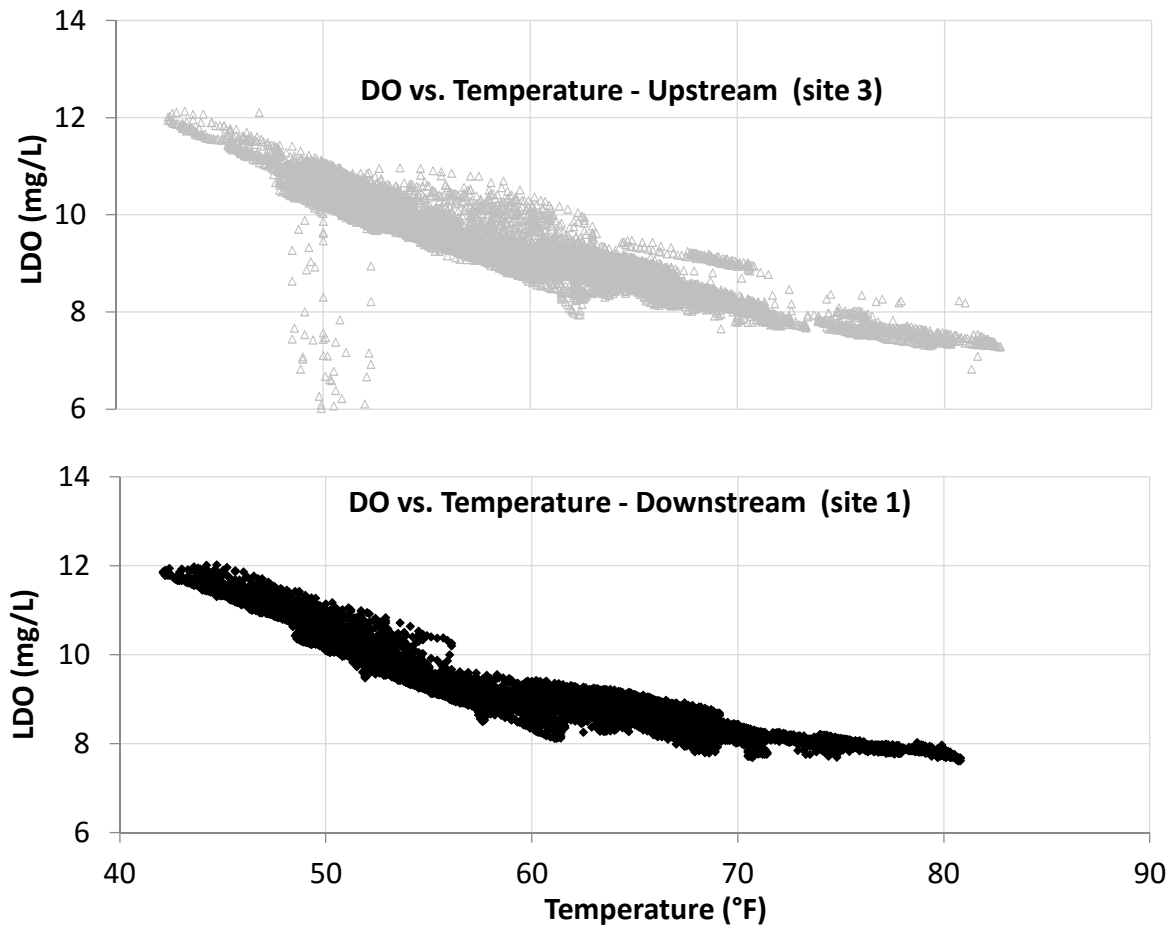 14
DO vs. Temperature - Upstream (site 3)
12
LDO (mg/L)
10
8
6
14
DO vs. Temperature - Downstream (site 1)
12
LDO (mg/L)
10
8
6
40 50 60 70 80 90
Temperature (°F)